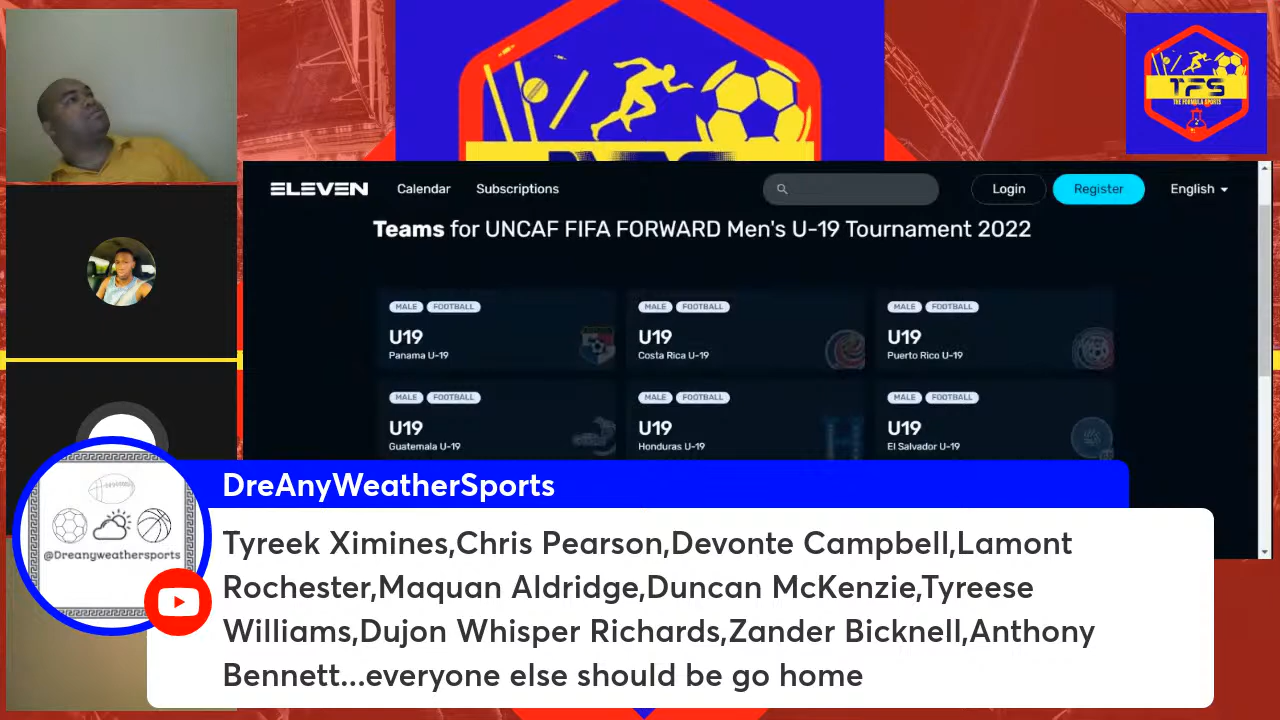 TFS
THE FORMULA SPORTS
ELEVEN Calendar Subscriptions Login Register English
Teams for UNCAF FIFA FORWARD Men's U-19 Tournament 2022
MALE FOOTBALL MALE FOOTBALL MALE FOOTBALL
U19 U19 U19
Panama U-19 Costa Rica U-19 Puerto Rico U-19
MALE FOOTBALL MALE FOOTBALL MALE FOOTBALL
U19 U19 U19
Guatemala U-19 Honduras U-19 El Salvador U-19
@Dreanyweathersports
DreAnyWeatherSports
Tyreek Ximines,Chris Pearson,Devonte Campbell,Lamont
Rochester,Maquan Aldridge,Duncan McKenzie,Tyreese
Williams,Dujon Whisper Richards,Zander Bicknell,Anthony
Bennett...everyone else should be go home